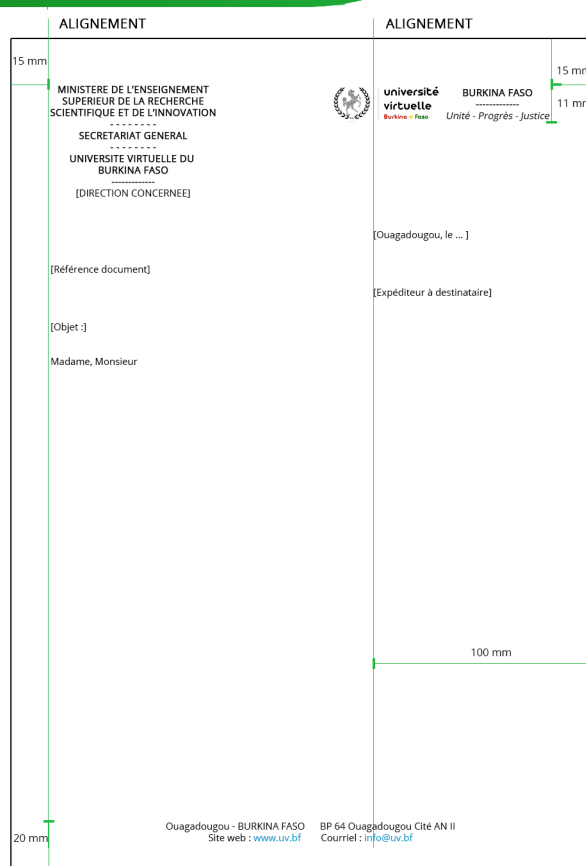 ALIGNEMENT
ALIGNEMENT
15 mm
15 mm
11 mm
MINISTERE DE L'ENSEIGNEMENT
SUPERIEUR DE LA RECHERCHE
SCIENTIFIQUE ET DE L'INNOVATION
- - - - - - - -
SECRETARIAT GENERAL
- - - - - - - -
UNIVERSITE VIRTUELLE DU
BURKINA FASO
-------------
[DIRECTION CONCERNEE]
université
virtuelle
Burkina Faso
BURKINA FASO
-------------
Unité - Progrès - Justice
[Ouagadougou, le ... ]
[Référence document]
[Expéditeur à destinataire]
[Objet :]
Madame, Monsieur
100 mm
20 mm
Ouagadougou - BURKINA FASO BP 64 Ouagadougou Cité AN II
Site web : www.uv.bf Courriel : info@uv.bf